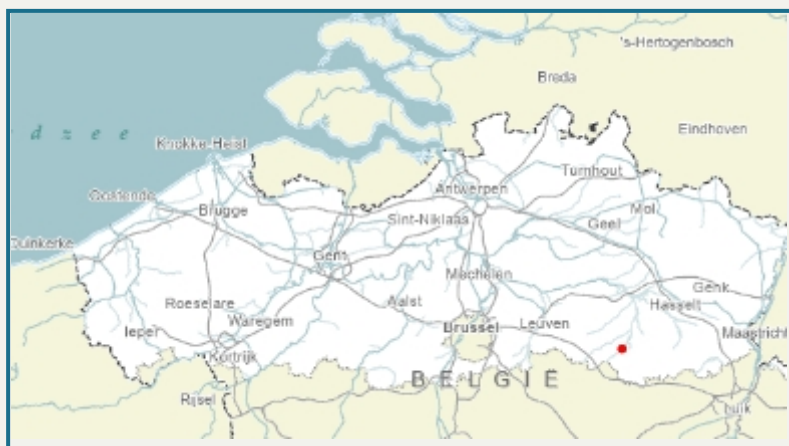 's-Hertogenbosch
Breda
Eindhoven
d z e e
Knokke-Heist
Turnhout
Antwerpen
Oostende
Brugge
Sint-Niklaas
Geel
Mol
Duinkerke
Gent
Mechelen
Genk
Roeselare
Aalst
Hasselt
Ieper
Waregem
Brussel
Leuven
Maastricht
Kortrijk
BELGIË
Rijsel
Luik